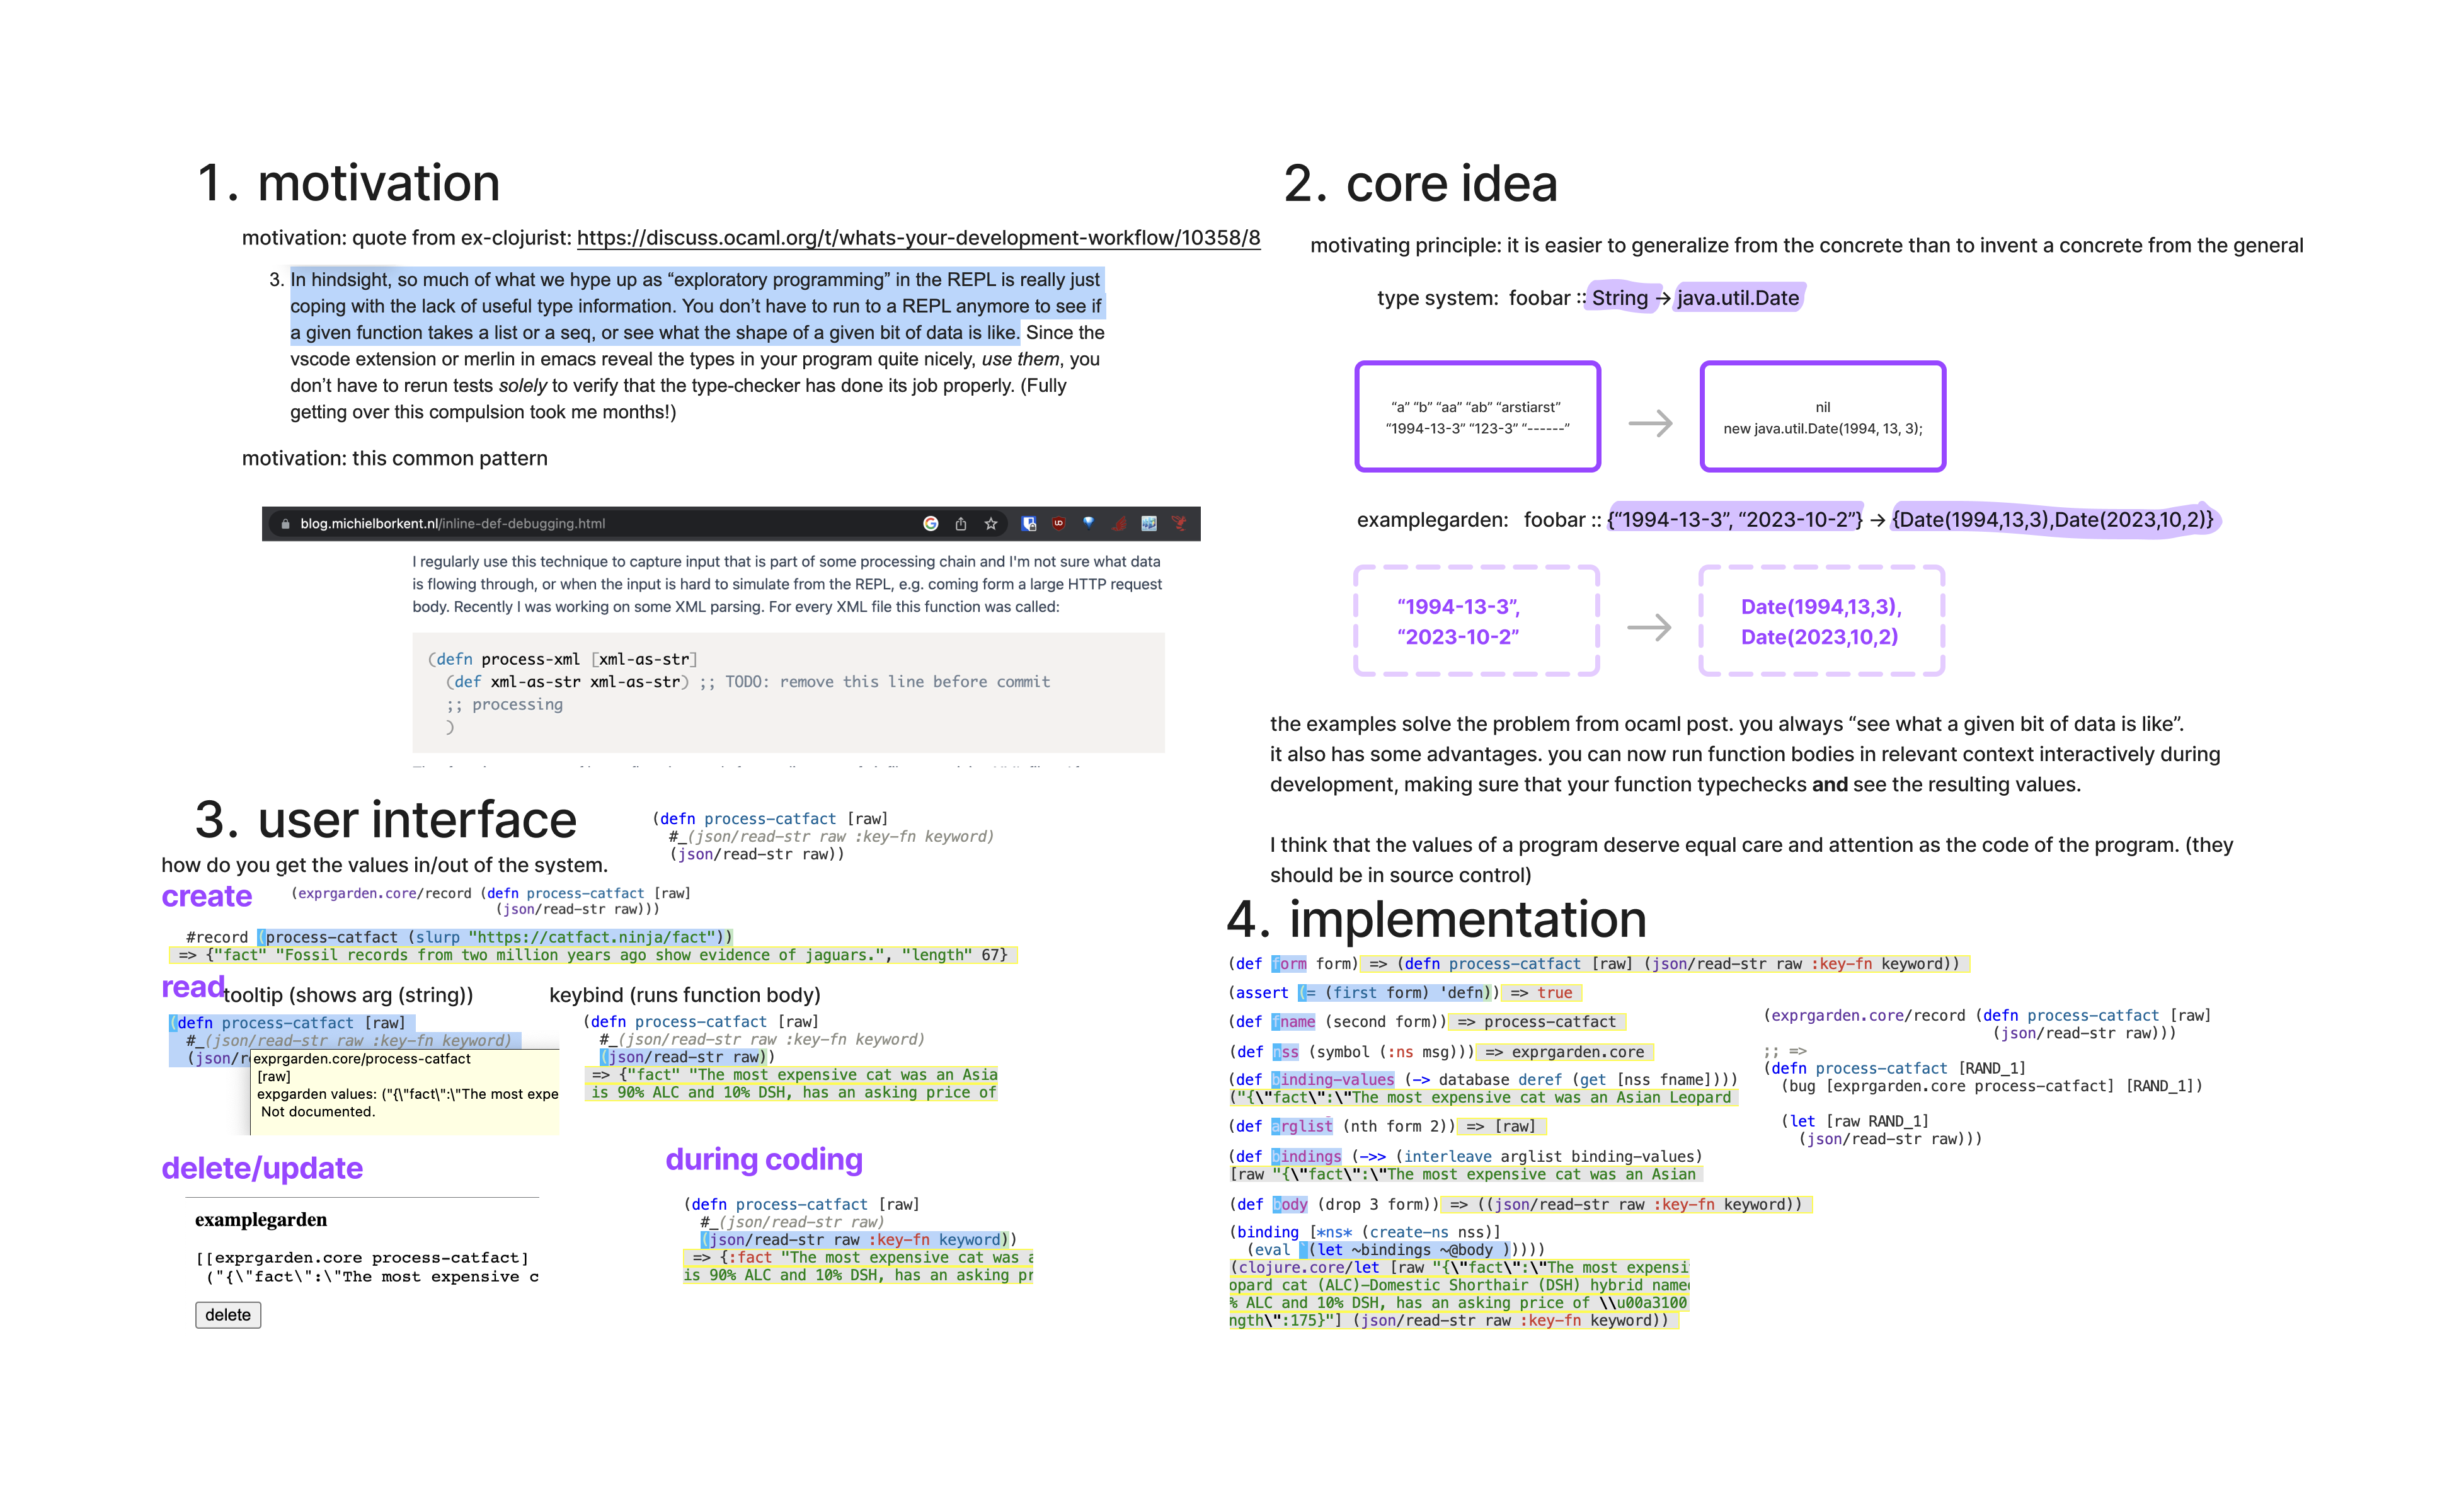 1. motivation
motivation: quote from ex-clojurist: https://discuss.ocaml.org/t/whats-your-development-workflow/10358/8
3. In hindsight, so much of what we hype up as “exploratory programming” in the REPL is really just
coping with the lack of useful type information. You don’t have to run to a REPL anymore to see if
a given function takes a list or a seq, or see what the shape of a given bit of data is like. Since the
vscode extension or merlin in emacs reveal the types in your program quite nicely, use them, you
don’t have to rerun tests solely to verify that the type-checker has done its job properly. (Fully
getting over this compulsion took me months!)
motivation: this common pattern
blog.michielborkent.nl/inline-def-debugging.html
I regularly use this technique to capture input that is part of some processing chain and I'm not sure what data
is flowing through, or when the input is hard to simulate from the REPL, e.g. coming form a large HTTP request
body. Recently I was working on some XML parsing. For every XML file this function was called:
(defn process-xml [xml-as-str]
(def xml-as-str xml-as-str) ;; TODO: remove this line before commit
;; processing
)
2. core idea
motivating principle: it is easier to generalize from the concrete than to invent a concrete from the general
type system: foobar :: String → java.util.Date
“a” “b” “aa” “ab” “arstiarst”
“1994-13-3” “123-3” “------”
nil
new java.util.Date(1994, 13, 3);
examplegarden: foobar :: {“1994-13-3”, “2023-10-2”} → {Date(1994,13,3),Date(2023,10,2)}
“1994-13-3”,
“2023-10-2”
Date(1994,13,3),
Date(2023,10,2)
the examples solve the problem from ocaml post. you always “see what a given bit of data is like”.
it also has some advantages. you can now run function bodies in relevant context interactively during
development, making sure that your function typechecks and see the resulting values.
I think that the values of a program deserve equal care and attention as the code of the program. (they
should be in source control)
3. user interface
how do you get the values in/out of the system.
(defn process-catfact [raw]
#_(json/read-str raw :key-fn keyword)
(json/read-str raw))
create
(exprgarden.core/record (defn process-catfact [raw]
(json/read-str raw)))
#record (process-catfact (slurp "https://catfact.ninja/fact"))
=> {"fact" "Fossil records from two million years ago show evidence of jaguars.", "length" 67}
read
tooltip (shows arg (string))
(defn process-catfact [raw]
#_(json/read-str raw :key-fn keyword)
(json/r
exprgarden.core/process-catfact
[raw]
expgarden values: ("{\"fact\":\"The most expe
Not documented.
keybind (runs function body)
(defn process-catfact [raw]
#_(json/read-str raw :key-fn keyword)
(json/read-str raw))
=> {"fact" "The most expensive cat was an Asia
is 90% ALC and 10% DSH, has an asking price of
delete/update
examplegarden
[[exprgarden.core process-catfact]
("{\"fact\":\"The most expensive c
delete
during coding
(defn process-catfact [raw]
#_(json/read-str raw)
(json/read-str raw :key-fn keyword))
=> {:fact "The most expensive cat was a
is 90% ALC and 10% DSH, has an asking pr
4. implementation
(def form form) => (defn process-catfact [raw] (json/read-str raw :key-fn keyword))
(assert (= (first form) 'defn)) => true
(def fname (second form)) => process-catfact
(def nss (symbol (:ns msg))) => exprgarden.core
(def binding-values (-> database deref (get [nss fname])))
("{\"fact\":\"The most expensive cat was an Asian Leopard
(def arglist (nth form 2)) => [raw]
(def bindings (->> (interleave arglist binding-values)
[raw "{\"fact\":\"The most expensive cat was an Asian
(def body (drop 3 form)) => ((json/read-str raw :key-fn keyword))
(binding [*ns* (create-ns nss)]
(eval `(let ~bindings ~@body )))))
(clojure.core/let [raw "{\"fact\":\"The most expensi
opard cat (ALC)–Domestic Shorthair (DSH) hybrid name
% ALC and 10% DSH, has an asking price of \\u00a3100
ngth\":175}"] (json/read-str raw :key-fn keyword))
(exprgarden.core/record (defn process-catfact [raw]
(json/read-str raw)))
;; =>
(defn process-catfact [RAND_1]
(bug [exprgarden.core process-catfact] [RAND_1])
(let [raw RAND_1]
(json/read-str raw)))